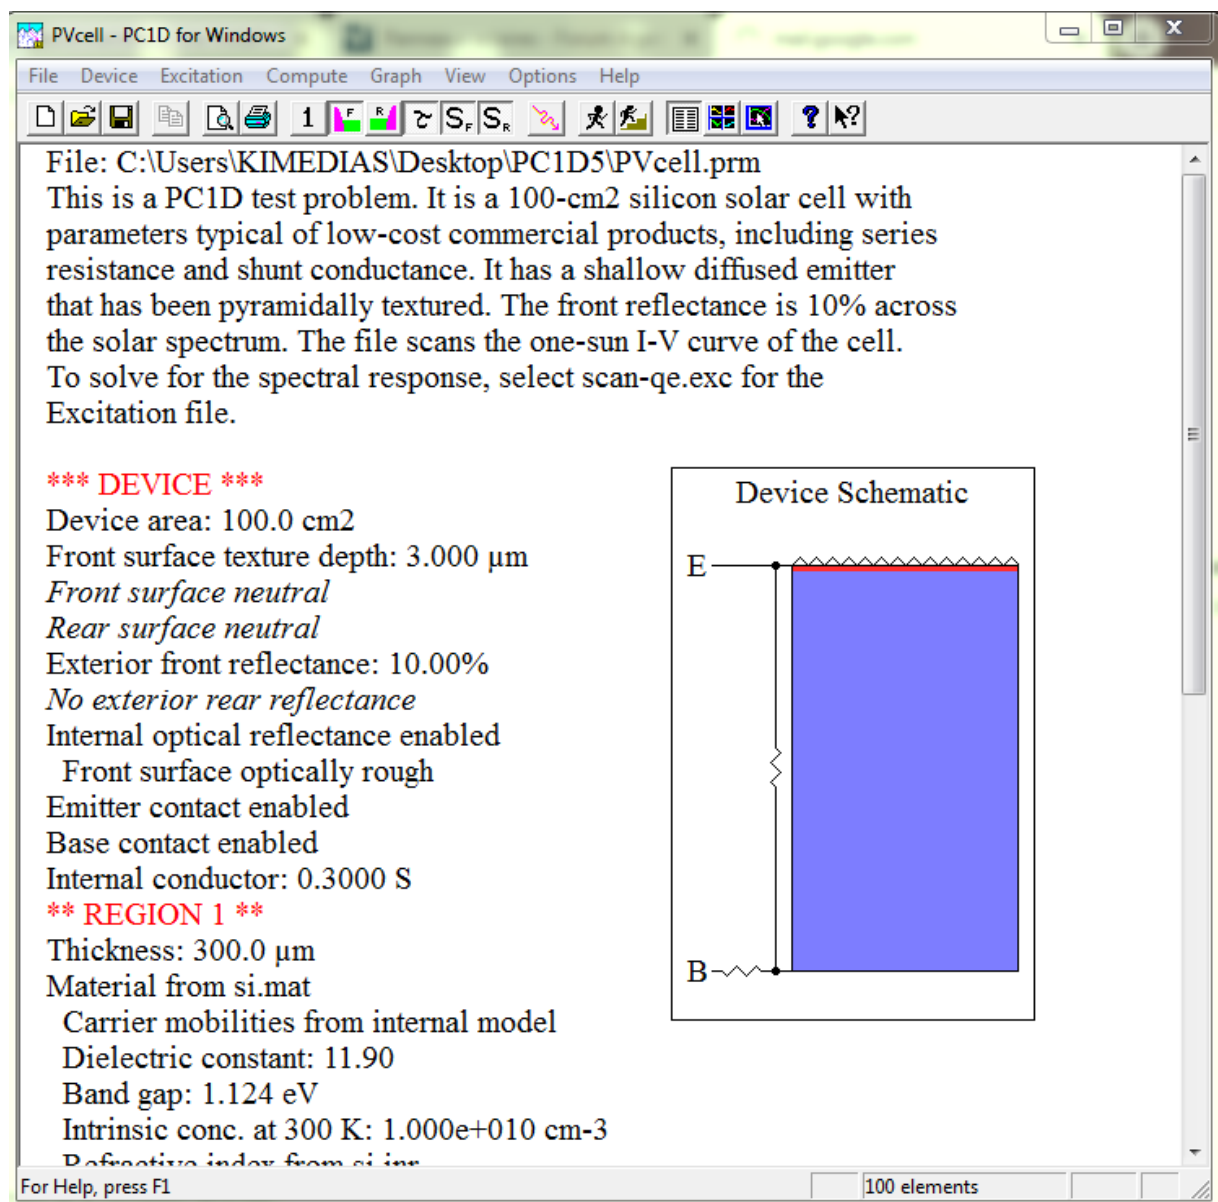 PVcell - PC1D for Windows
File Device Excitation Compute Graph View Options Help
1 F R τ SF SR ? ?
File: C:\Users\KIMEDIAS\Desktop\PC1D5\PVcell.prm
This is a PC1D test problem. It is a 100-cm2 silicon solar cell with
parameters typical of low-cost commercial products, including series
resistance and shunt conductance. It has a shallow diffused emitter
that has been pyramidally textured. The front reflectance is 10% across
the solar spectrum. The file scans the one-sun I-V curve of the cell.
To solve for the spectral response, select scan-qe.exc for the
Excitation file.
*** DEVICE ***
Device area: 100.0 cm2
Front surface texture depth: 3.000 µm
Front surface neutral
Rear surface neutral
Exterior front reflectance: 10.00%
No exterior rear reflectance
Internal optical reflectance enabled
Front surface optically rough
Emitter contact enabled
Base contact enabled
Internal conductor: 0.3000 S
** REGION 1 **
Thickness: 300.0 µm
Material from si.mat
Carrier mobilities from internal model
Dielectric constant: 11.90
Band gap: 1.124 eV
Intrinsic conc. at 300 K: 1.000e+010 cm-3
Refractive index from si.inr
Device Schematic
E
B
For Help, press F1
100 elements